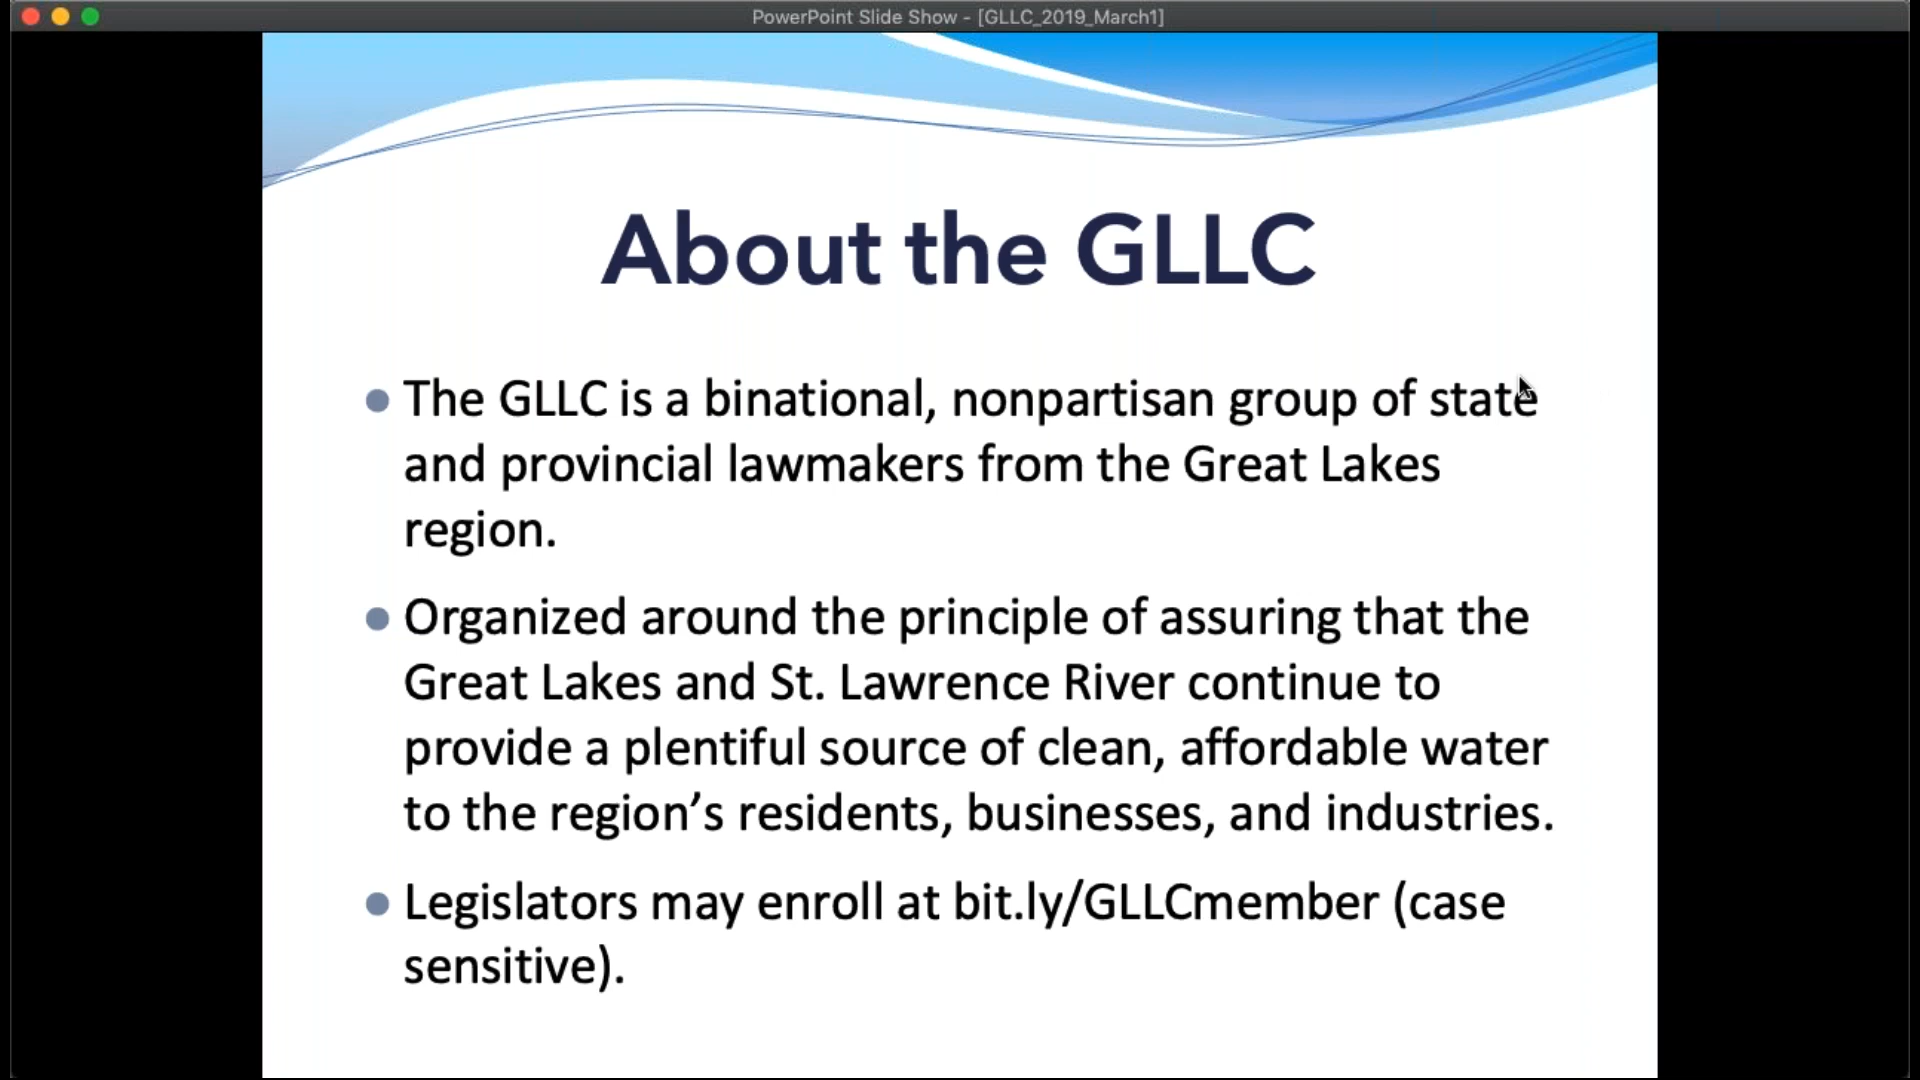 PowerPoint Slide Show - [GLLC_2019_March1]
About the GLLC
● The GLLC is a binational, nonpartisan group of state
and provincial lawmakers from the Great Lakes
region.
● Organized around the principle of assuring that the
Great Lakes and St. Lawrence River continue to
provide a plentiful source of clean, affordable water
to the region’s residents, businesses, and industries.
● Legislators may enroll at bit.ly/GLLCmember (case
sensitive).